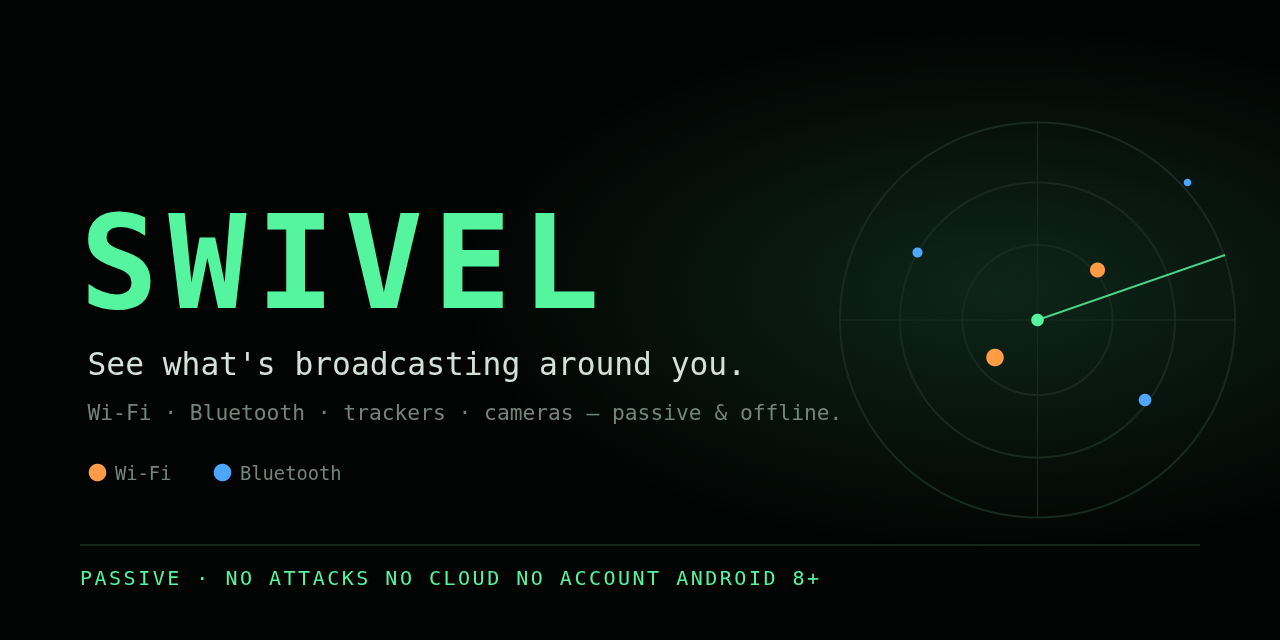 SWIVEL
See what's broadcasting around you.
Wi-Fi · Bluetooth · trackers · cameras — passive & offline.
Wi-Fi Bluetooth
PASSIVE · NO ATTACKS NO CLOUD NO ACCOUNT ANDROID 8+